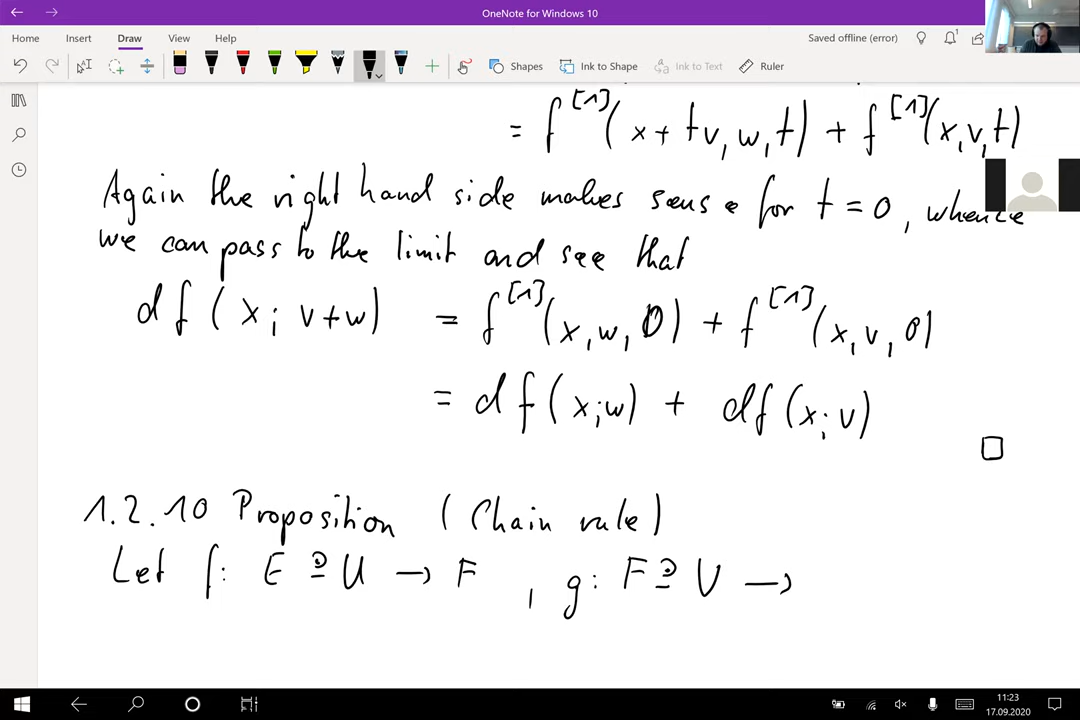 OneNote for Windows 10
Home Insert Draw View Help Saved offline (error)
Shapes Ink to Shape Ink to Text Ruler
= f^[1](x + tv, w, t) + f^[1](x, v, t)
Again the right hand side makes sense for t = 0, whence
we can pass to the limit and see that
df(x; v+w) = f^[1](x, w, 0) + f^[1](x, v, 0)
= df(x; w) + df(x; v)
□
1.2.10 Proposition (Chain rule)
Let f: E ⊇ U → F , g: F ⊇ V →
11:23
17.09.2020